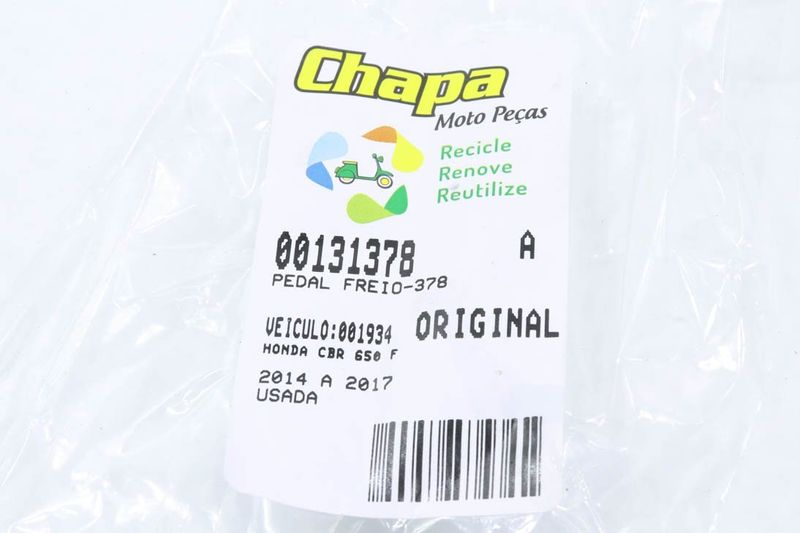 Chapa
Moto Peças
Recicle
Renove
Reutilize
00131378 A
PEDAL FREIO-378
VEICULO:001934 ORIGINAL
HONDA CBR 650 F
2014 A 2017
USADA